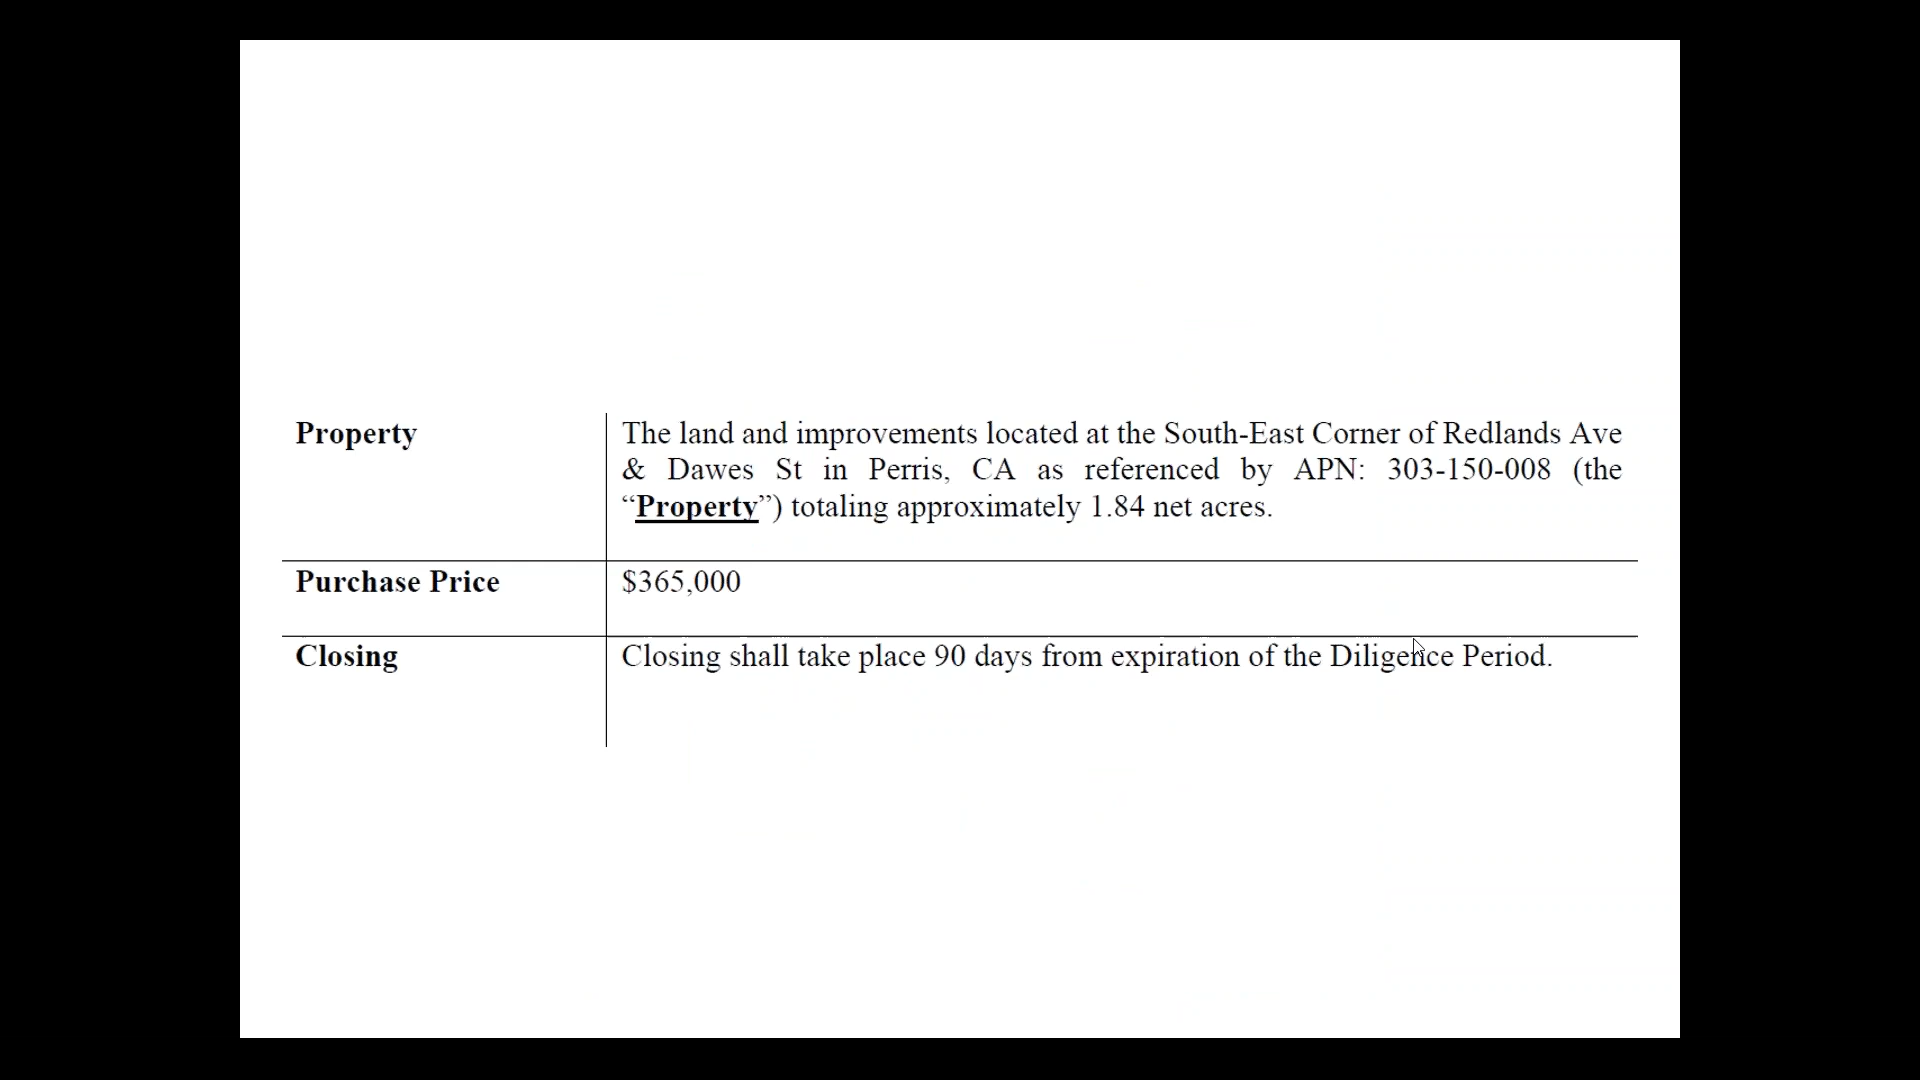 Property
The land and improvements located at the South-East Corner of Redlands Ave
& Dawes St in Perris, CA as referenced by APN: 303-150-008 (the
“Property”) totaling approximately 1.84 net acres.
Purchase Price
$365,000
Closing
Closing shall take place 90 days from expiration of the Diligence Period.